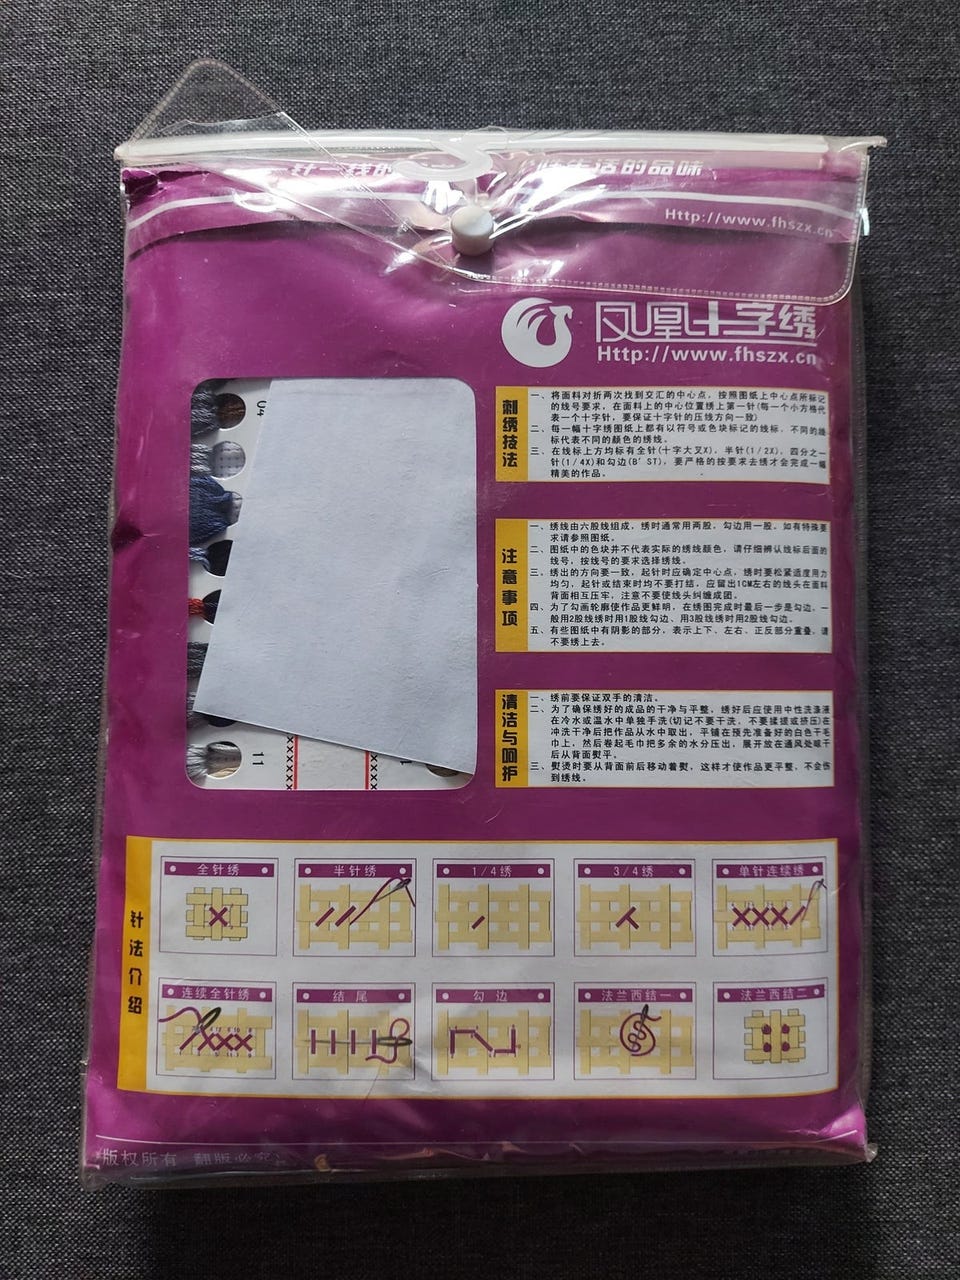 针一线的
生活的品味
Http://www.fhszx.cn
凤凰十字绣
Http://www.fhszx.cn
04
11
1
刺绣技法
一、将面料对折两次找到交汇的中心点，按照图纸上中心点所标记
的线号要求，在面料上的中心位置绣上第一针(每一个小方格代
表一个十字针，要保证十字针的压线方向一致)
二、每一幅十字绣图纸上都有以符号或色块标记的线标，不同的线
标代表不同的颜色的绣线。
三、在线标上方均标有全针(十字大叉X)，半针(1/2X)，四分之一
针(1/4X)和勾边(B'ST)，要严格的按要求去绣才会完成一幅
精美的作品。
注意事项
一、绣线由六股线组成，绣时通常用两股，勾边用一股。如有特殊要
求请参照图纸。
二、图纸中的色块并不代表实际的绣线颜色，请仔细辨认线标后面的
线号，按线号的要求选择绣线。
三、绣出的方向要一致，起针时应确定中心点，绣时要松紧适度用力
均匀，起针或结束时均不要打结，应留出1CM左右的线头在面料
背面相互压牢，注意不要使线头纠缠成团。
四、为了勾画轮廓使作品更鲜明，在绣图完成时最后一步是勾边，一
般用2股线绣时用1股线勾边、用3股线绣时用2股线勾边。
五、有些图纸中有阴影的部分，表示上下、左右、正反部分重叠，请
不要绣上去。
清洁与呵护
一、绣前要保证双手的清洁。
二、为了确保绣好的成品的干净与平整，绣好后应使用中性洗涤液
在冷水或温水中单独手洗(切记不要干洗，不要揉搓或挤压)在
冲洗干净后把作品从水中取出，平铺在预先准备好的白色干毛
巾上，然后卷起毛巾把多余的水分压出，展开放在通风处晾干
后从背面熨平。
三、熨烫时要从背面前后移动着熨，这样才使作品更平整，不会伤
到绣线。
针法介绍
全针绣
半针绣
1/4绣
3/4绣
单针连续绣
连续全针绣
结尾
勾边
法兰西结一
法兰西结二
版权所有 翻版必究